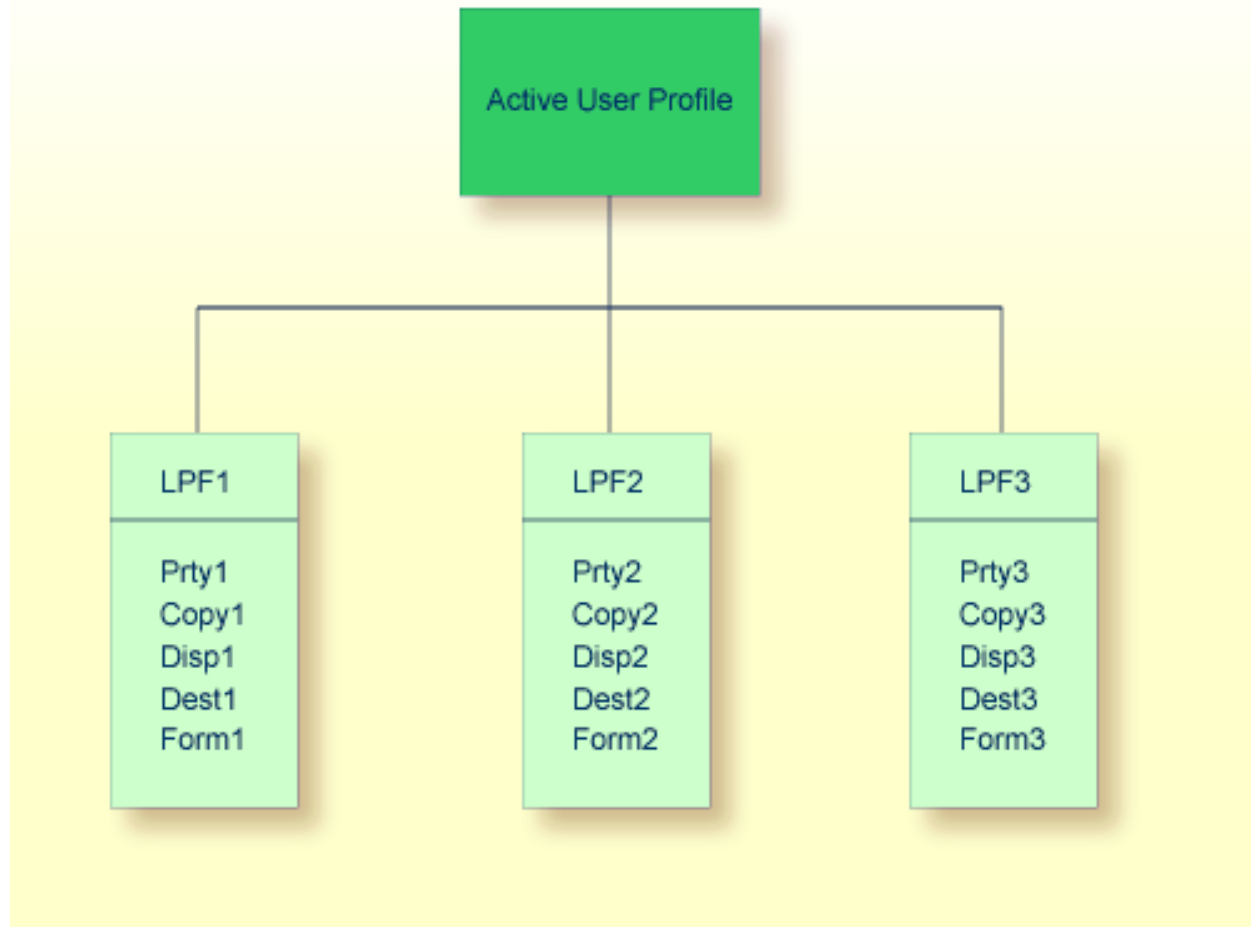 Active User Profile
LPF1
Prty1
Copy1
Disp1
Dest1
Form1
LPF2
Prty2
Copy2
Disp2
Dest2
Form2
LPF3
Prty3
Copy3
Disp3
Dest3
Form3